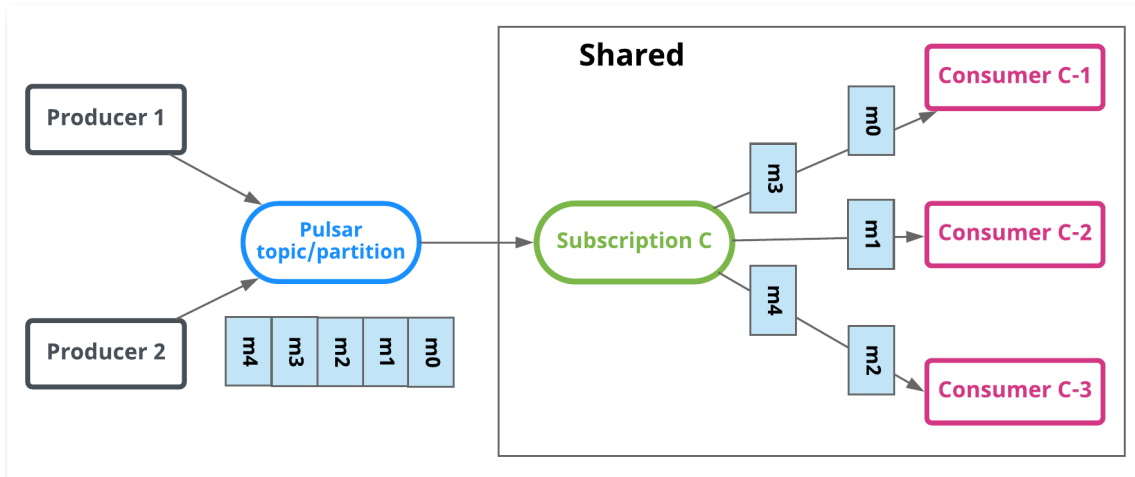 Shared
Producer 1
Producer 2
Pulsar
topic/partition
m4
m3
m2
m1
m0
Subscription C
m3
m0
m1
m4
m2
Consumer C-1
Consumer C-2
Consumer C-3